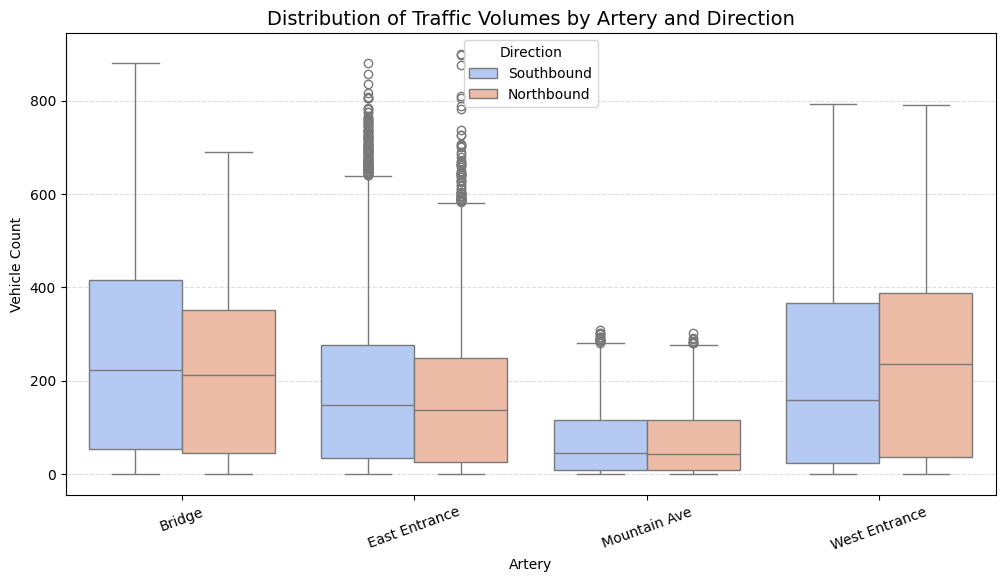 Distribution of Traffic Volumes by Artery and Direction
Direction
Southbound
Northbound
Vehicle Count
800
600
400
200
0
Bridge
East Entrance
Mountain Ave
West Entrance
Artery